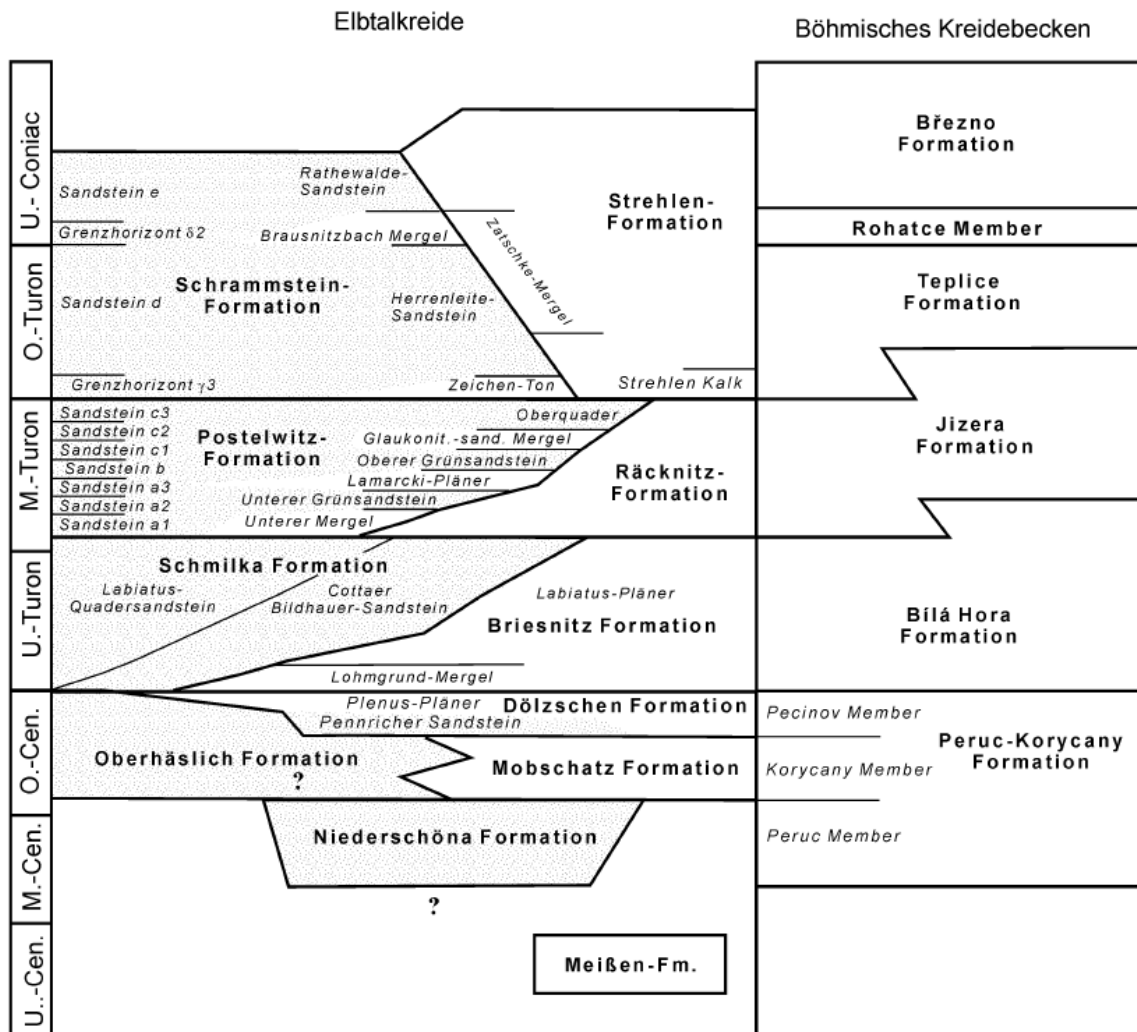 Elbtalkreide
Böhmisches Kreidebecken
U.- Coniac
O.-Turon
M.-Turon
U.-Turon
O.-Cen.
M.-Cen.
U..-Cen.
Sandstein e
Rathewalde-
Sandstein
Grenzhorizont δ2
Brausnitzbach Mergel
Schrammstein-
Formation
Sandstein d
Herrenleite-
Sandstein
Grenzhorizont γ3
Zeichen-Ton
Strehlen-
Formation
Zatschke-Mergel
Strehlen Kalk
Sandstein c3
Sandstein c2
Sandstein c1
Sandstein b
Sandstein a3
Sandstein a2
Sandstein a1
Postelwitz-
Formation
Oberquader
Glaukonit.-sand. Mergel
Oberer Grünsandstein
Lamarcki-Pläner
Unterer Grünsandstein
Unterer Mergel
Räcknitz-
Formation
Schmilka Formation
Labiatus-
Quadersandstein
Cottaer
Bildhauer-Sandstein
Labiatus-Pläner
Briesnitz Formation
Lohmgrund-Mergel
Plenus-Pläner
Pennricher Sandstein
Dölzschen Formation
Oberhäslich Formation
?
Mobschatz Formation
Niederschöna Formation
?
Meißen-Fm.
Březno
Formation
Rohatce Member
Teplice
Formation
Jizera
Formation
Bílá Hora
Formation
Pecinov Member
Peruc-Korycany
Formation
Korycany Member
Peruc Member